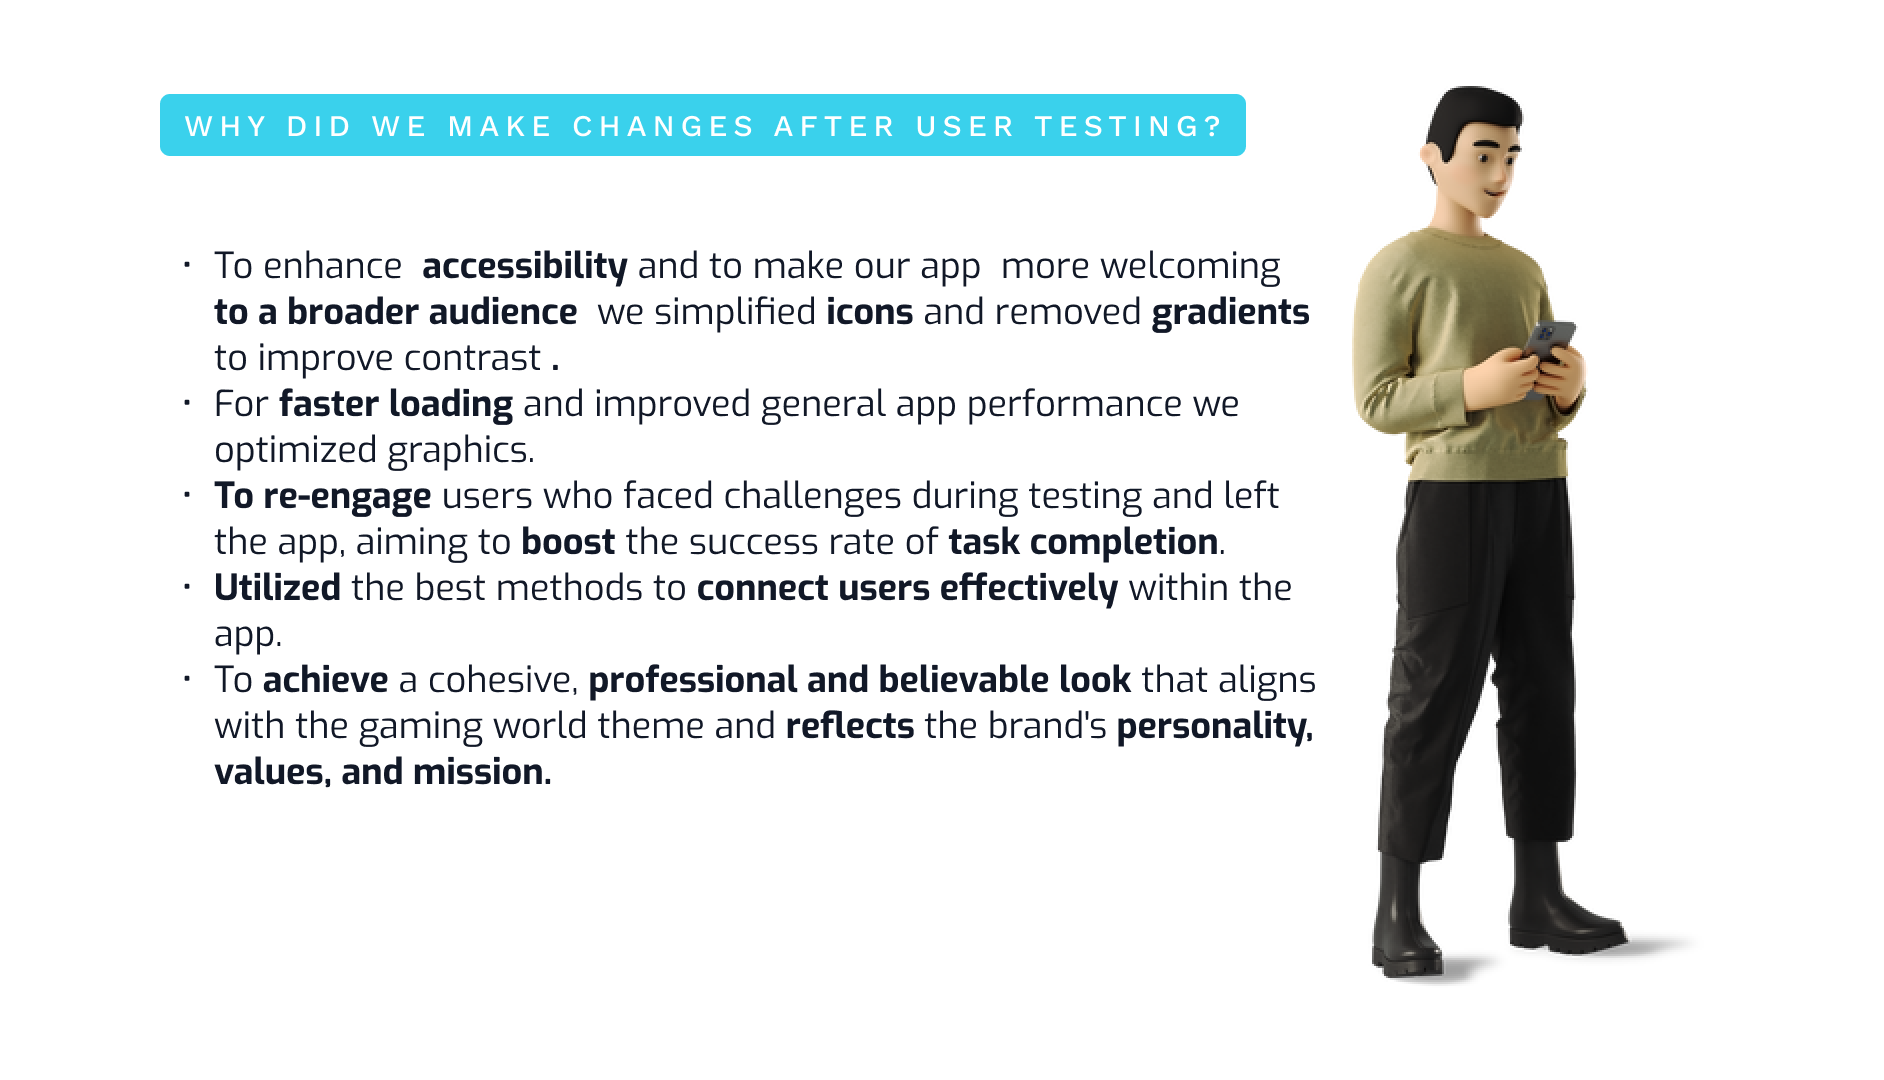 WHY DID WE MAKE CHANGES AFTER USER TESTING?
· To enhance  accessibility and to make our app  more welcoming
to a broader audience  we simplified icons and removed gradients
to improve contrast .
· For faster loading and improved general app performance we
optimized graphics.
· To re-engage users who faced challenges during testing and left
the app, aiming to boost the success rate of task completion.
· Utilized the best methods to connect users effectively within the
app.
· To achieve a cohesive, professional and believable look that aligns
with the gaming world theme and reflects the brand's personality,
values, and mission.